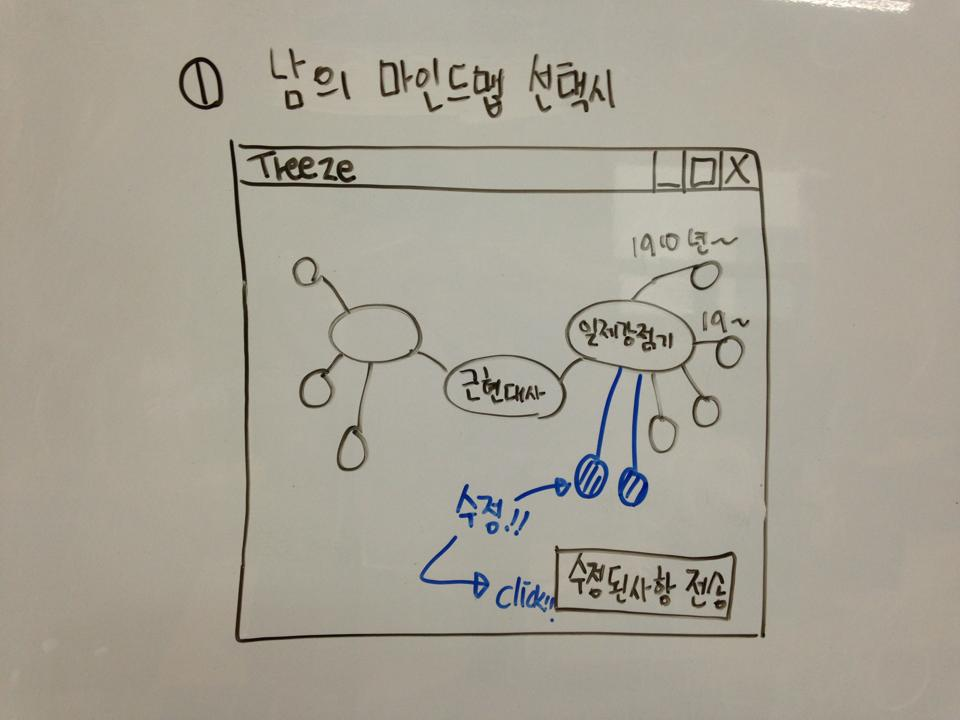 ① 남의 마인드맵 선택시
Treeze
1910년~
일제강점기
19~
근현대사
수정!!
click!!
수정된사항 전송